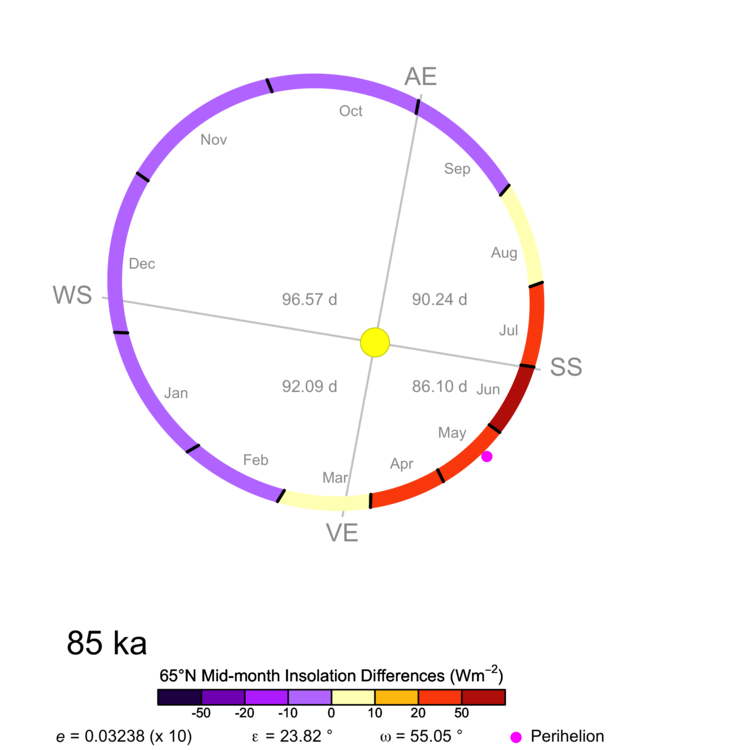 AE
Oct
Nov
Sep
Aug
Dec
WS
96.57 d
90.24 d
Jul
SS
92.09 d
86.10 d
Jun
Jan
May
Feb
Apr
Mar
VE
85 ka
65°N Mid-month Insolation Differences (Wm⁻²)
-50 -20 -10 0 10 20 50
e = 0.03238 (x 10) ε = 23.82 ° ω = 55.05 ° Perihelion